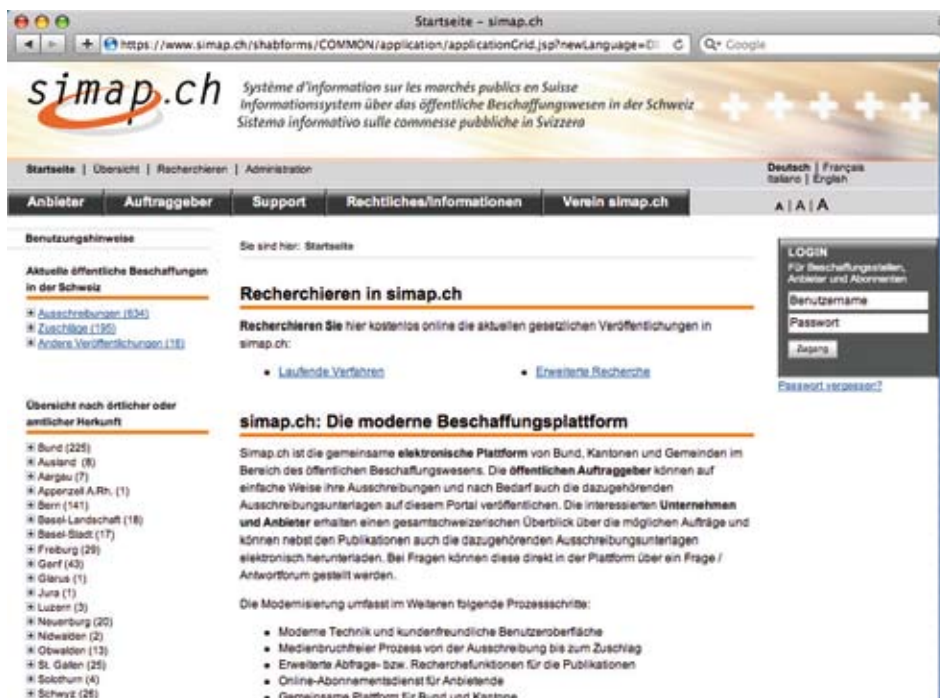 Startseite – simap.ch
https://www.simap.ch/shabforms/COMMON/application/applicationGrid.jsp?newLanguage=D
Google
simap.ch
Système d'information sur les marchés publics en Suisse
Informationssystem über das öffentliche Beschaffungswesen in der Schweiz
Sistema informativo sulle commesse pubbliche in Svizzera
Startseite | Übersicht | Recherchieren | Administration
Deutsch | Français
Italiano | English
Anbieter Auftraggeber Support Rechtliches/Informationen Verein simap.ch
A | A | A
Benutzungshinweise
Aktuelle öffentliche Beschaffungen
in der Schweiz
Ausschreibungen (634)
Zuschläge (195)
Andere Veröffentlichungen (16)
Übersicht nach örtlicher oder
amtlicher Herkunft
Bund (225)
Ausland (8)
Aargau (7)
Appenzell A.Rh. (1)
Bern (141)
Basel-Landschaft (18)
Basel-Stadt (17)
Freiburg (29)
Genf (43)
Glarus (1)
Jura (1)
Luzern (3)
Neuenburg (20)
Nidwalden (2)
Obwalden (13)
St. Gallen (25)
Solothurn (4)
Schwyz (26)
Sie sind hier: Startseite
Recherchieren in simap.ch
Recherchieren Sie hier kostenlos online die aktuellen gesetzlichen Veröffentlichungen in
simap.ch:
Laufende Verfahren
Erweiterte Recherche
simap.ch: Die moderne Beschaffungsplattform
Simap.ch ist die gemeinsame elektronische Plattform von Bund, Kantonen und Gemeinden im
Bereich des öffentlichen Beschaffungswesens. Die öffentlichen Auftraggeber können auf
einfache Weise ihre Ausschreibungen und nach Bedarf auch die dazugehörenden
Ausschreibungsunterlagen auf diesem Portal veröffentlichen. Die interessierten Unternehmen
und Anbieter erhalten einen gesamtschweizerischen Überblick über die möglichen Aufträge und
können nebst den Publikationen auch die dazugehörenden Ausschreibungsunterlagen
elektronisch herunterladen. Bei Fragen können diese direkt in der Plattform über ein Frage /
Antwortforum gestellt werden.
Die Modernisierung umfasst im Weiteren folgende Prozessschritte:
Moderne Technik und kundenfreundliche Benutzeroberfläche
Medienbruchfreier Prozess von der Ausschreibung bis zum Zuschlag
Erweiterte Abfrage- bzw. Recherchefunktionen für die Publikationen
Online-Abonnementsdienst für Anbietende
Gemeinsame Plattform für Bund und Kantone
LOGIN
Für Beschaffungsstellen,
Anbieter und Abonnenten
Benutzername
Passwort
Zugang
Passwort vergessen?